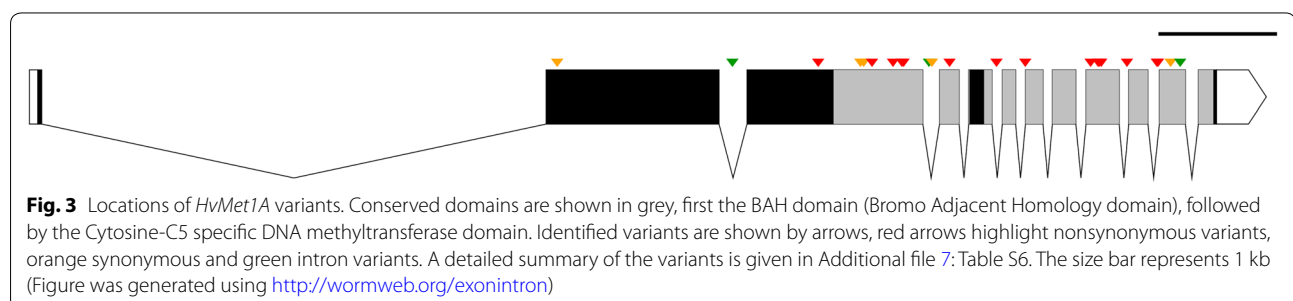 Fig. 3 Locations of HvMet1A variants. Conserved domains are shown in grey, first the BAH domain (Bromo Adjacent Homology domain), followed
by the Cytosine-C5 specific DNA methyltransferase domain. Identified variants are shown by arrows, red arrows highlight nonsynonymous variants,
orange synonymous and green intron variants. A detailed summary of the variants is given in Additional file 7: Table S6. The size bar represents 1 kb
(Figure was generated using http://wormweb.org/exonintron)